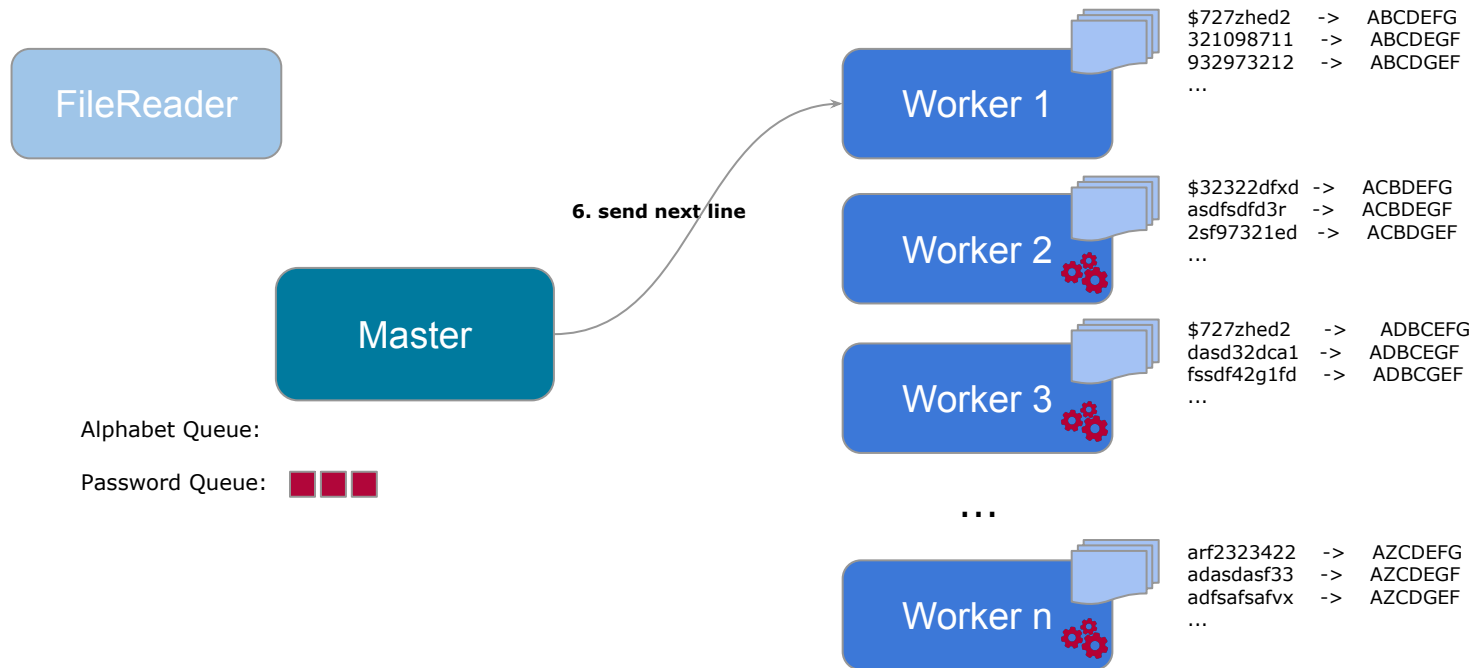 FileReader
Master
6. send next line
Alphabet Queue:
Password Queue:
Worker 1
$727zhed2 -> ABCDEFG
321098711 -> ABCDEGF
932973212 -> ABCDGEF
...
Worker 2
$32322dfxd -> ACBDEFG
asdfsdfd3r -> ACBDEGF
2sf97321ed -> ACBDGEF
...
Worker 3
$727zhed2 -> ADBCEFG
dasd32dca1 -> ADBCEGF
fssdf42g1fd -> ADBCGEF
...
...
Worker n
arf2323422 -> AZCDEFG
adasdasf33 -> AZCDEGF
adfsafsafvx -> AZCDGEF
...